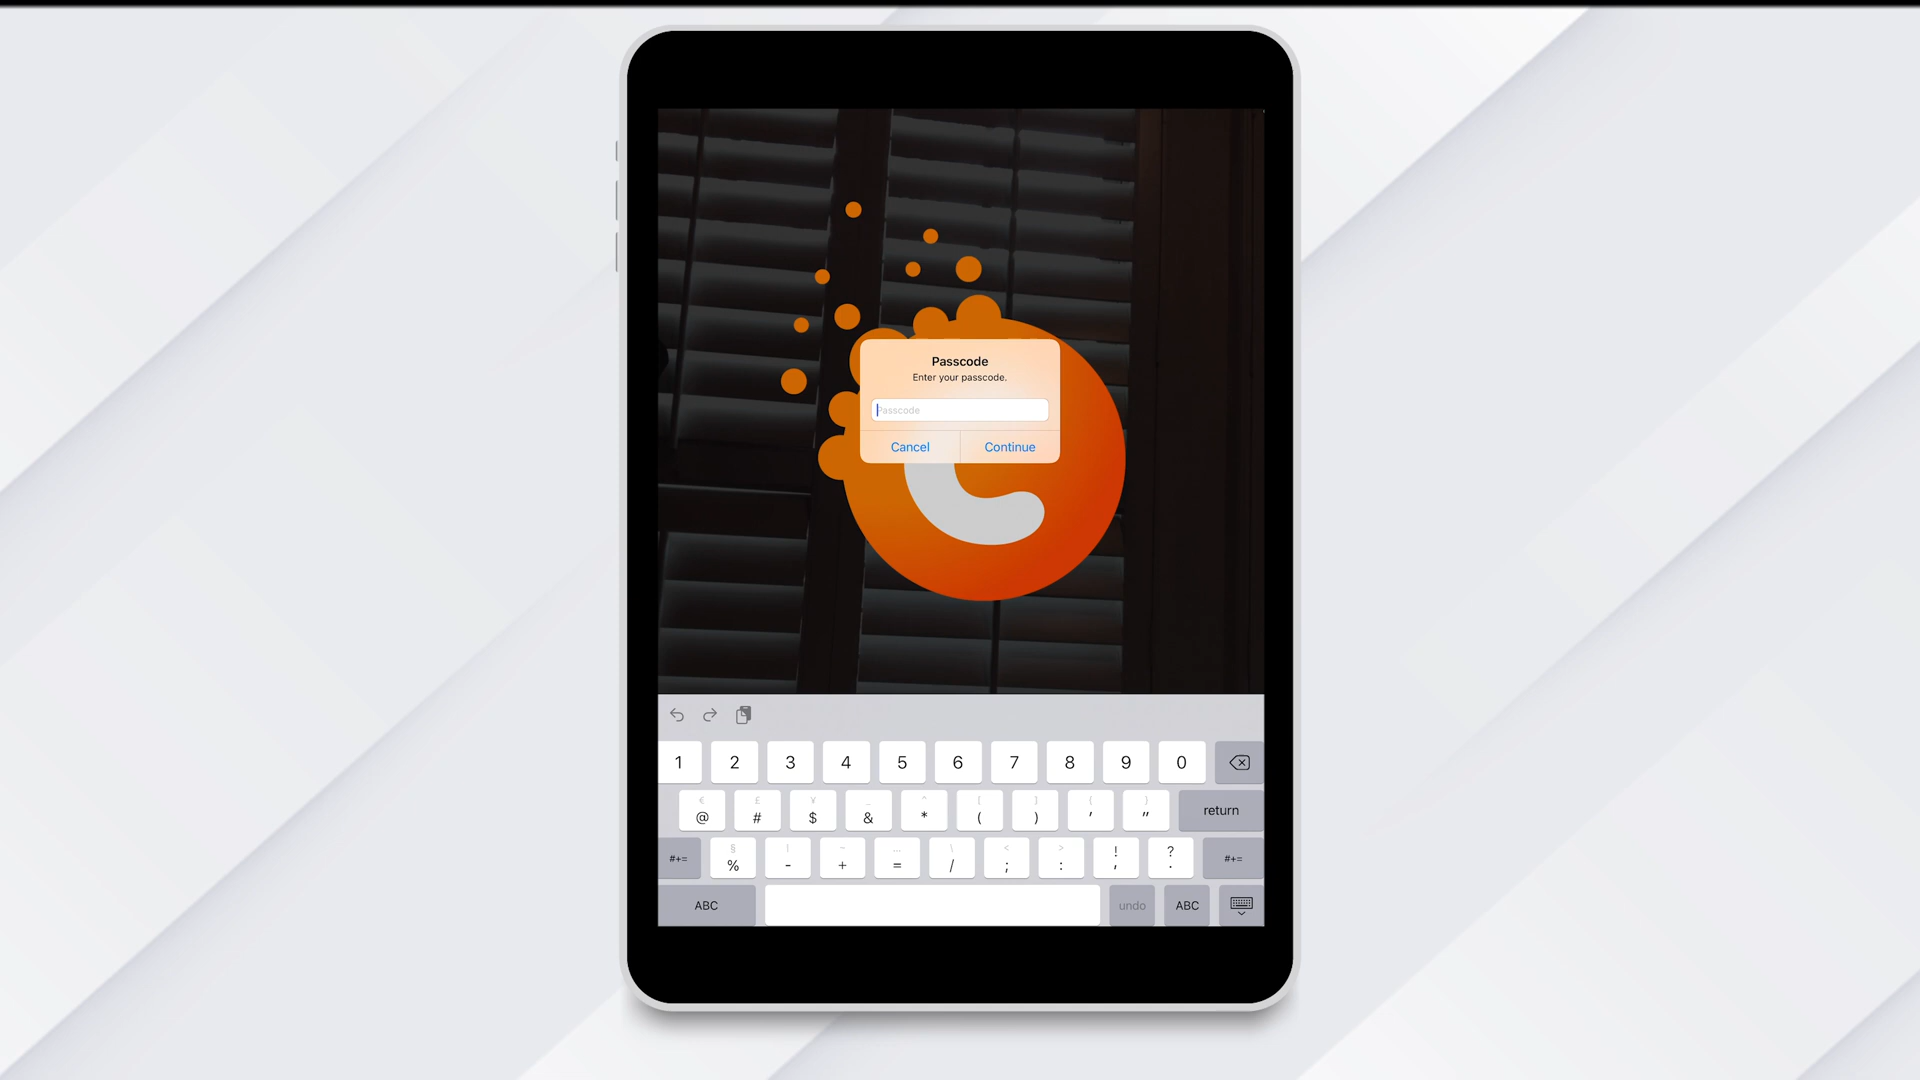 Passcode
Enter your passcode.
Passcode
Cancel Continue
1 2 3 4 5 6 7 8 9 0
€ £ ¥ _ ^ [ ] { }
@ # $ & * ( ) ' " return
§ | ~ … \ < > ! ?
#+= % - + = / ; : , . #+=
ABC undo ABC